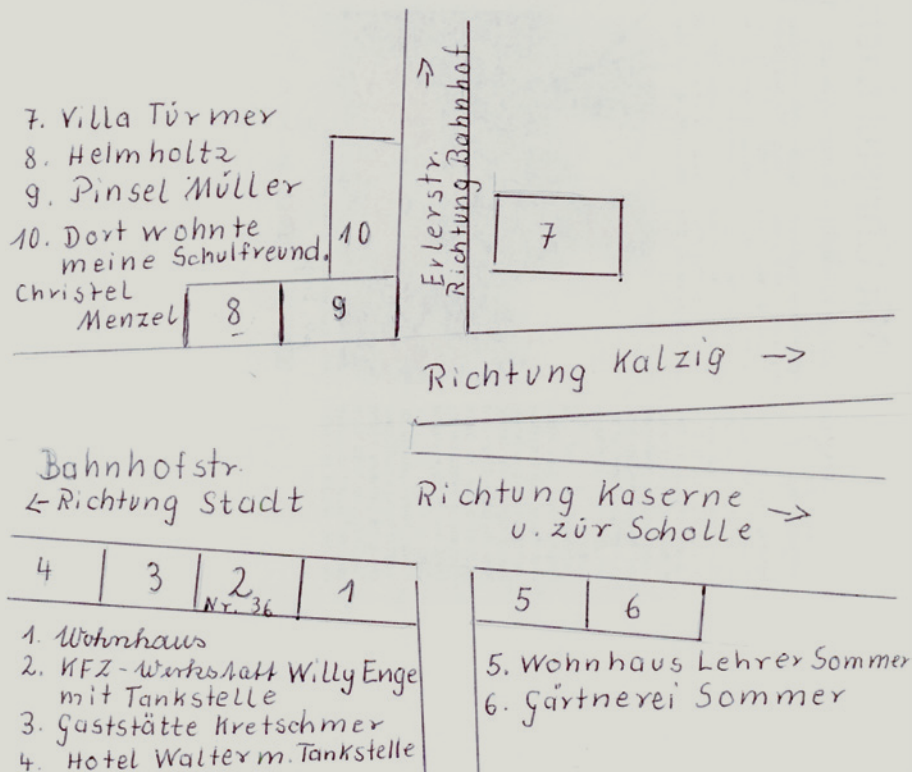 7. Villa Türmer
8. Helmholtz
9. Pinsel Müller
10. Dort wohnte
meine Schulfreund.
Christel
Menzel
10
8
9
→
Erlerstr.
Richtung Bahnhof
7
Richtung Kalzig →
Bahnhofstr.
← Richtung Stadt
Richtung Kaserne →
u. zur Scholle
4
3
2
Nr. 36
1
5
6
1. Wohnhaus
2. KFZ-Werkstatt Willy Enge
mit Tankstelle
3. Gaststätte Kretschmer
4. Hotel Walter m. Tankstelle
5. Wohnhaus Lehrer Sommer
6. Gärtnerei Sommer